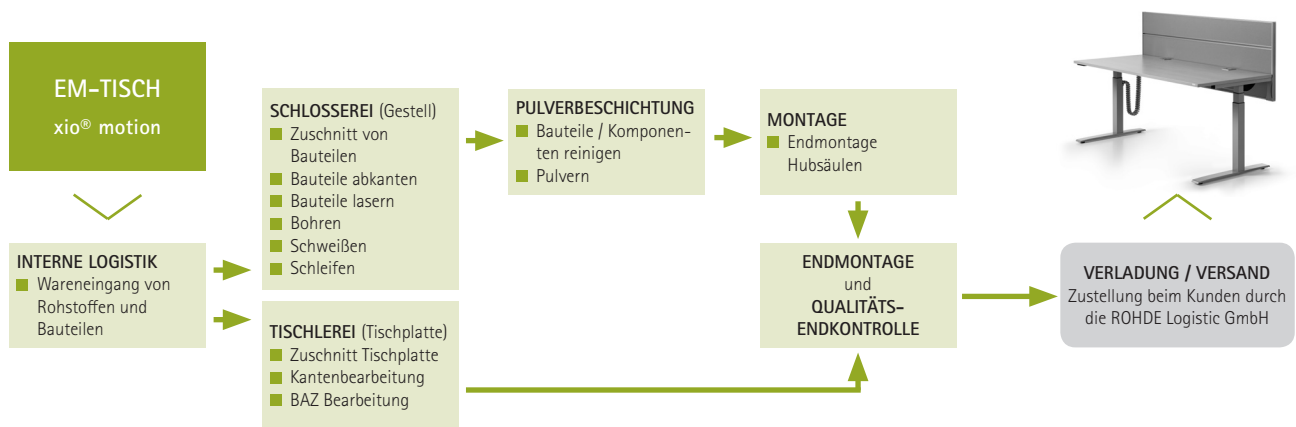 EM-TISCH
xio® motion
INTERNE LOGISTIK
Wareneingang von
Rohstoffen und
Bauteilen
SCHLOSSEREI (Gestell)
Zuschnitt von
Bauteilen
Bauteile abkanten
Bauteile lasern
Bohren
Schweißen
Schleifen
TISCHLEREI (Tischplatte)
Zuschnitt Tischplatte
Kantenbearbeitung
BAZ Bearbeitung
PULVERBESCHICHTUNG
Bauteile / Komponen-
ten reinigen
Pulvern
MONTAGE
Endmontage
Hubsäulen
ENDMONTAGE
und
QUALITÄTS-
ENDKONTROLLE
VERLADUNG / VERSAND
Zustellung beim Kunden durch
die ROHDE Logistic GmbH